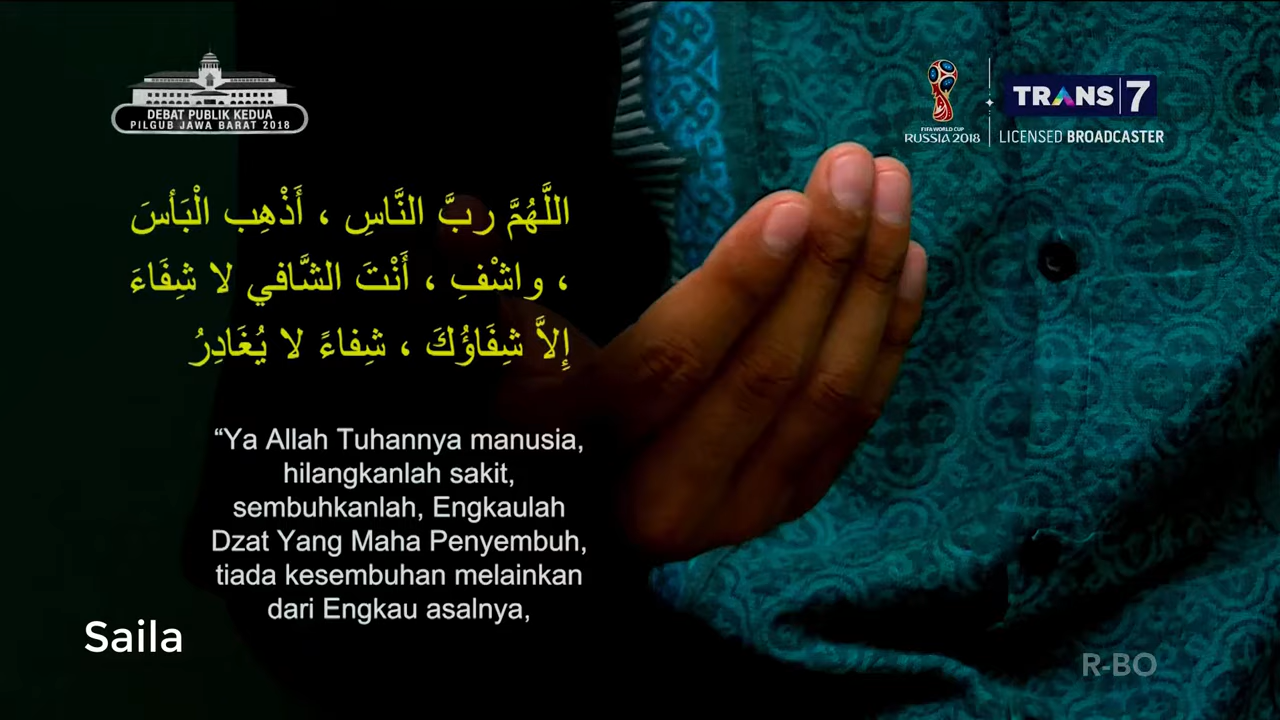 DEBAT PUBLIK KEDUA
PILGUB JAWA BARAT 2018
FIFA WORLD CUP
RUSSIA 2018
TRANS 7
LICENSED BROADCASTER
اللَّهُمَّ ربَّ النَّاسِ ، أَذْهِب الْبَأسَ
، واشْفِ ، أَنْتَ الشَّافي لا شِفَاءَ
إِلاَّ شِفَاؤُكَ ، شِفاءً لا يُغَادِرُ
“Ya Allah Tuhannya manusia,
hilangkanlah sakit,
sembuhkanlah, Engkaulah
Dzat Yang Maha Penyembuh,
tiada kesembuhan melainkan
dari Engkau asalnya,
Saila
R-BO